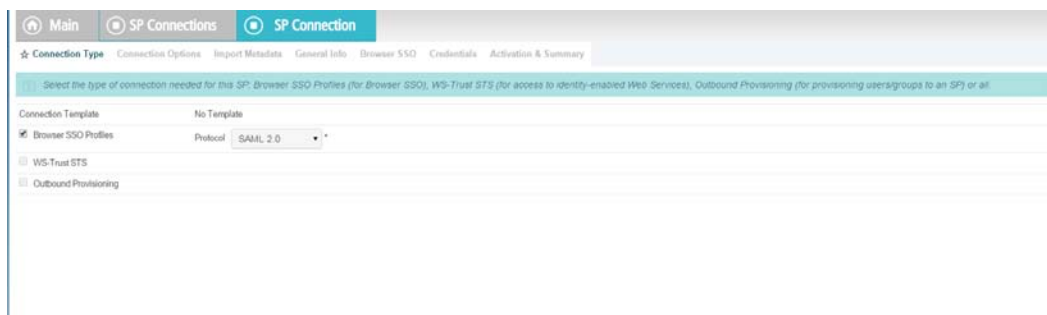 Main SP Connections SP Connection
Connection Type Connection Options Import Metadata General Info Browser SSO Credentials Activation & Summary
Select the type of connection needed for this SP: Browser SSO Profiles (for Browser SSO), WS-Trust STS (for access to identity-enabled Web Services), Outbound Provisioning (for provisioning users/groups to an SP) or all.
Connection Template No Template
Browser SSO Profiles Protocol SAML 2.0 *
WS-Trust STS
Outbound Provisioning